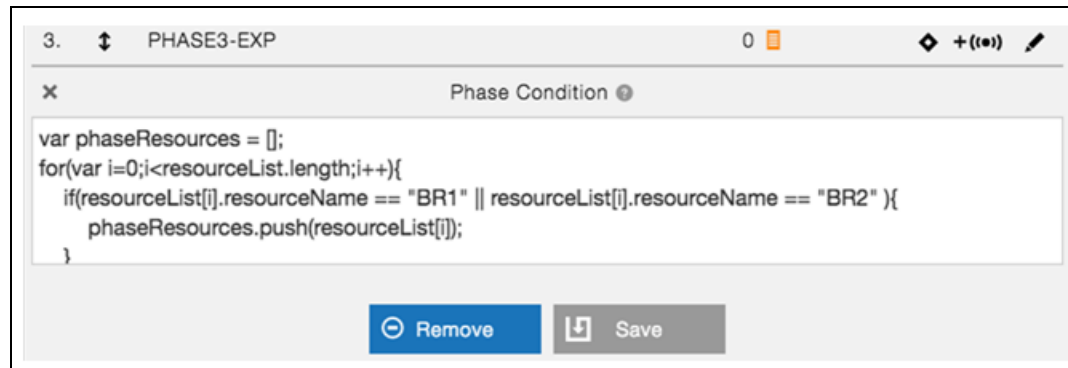 3. PHASE3-EXP 0 +((●))
× Phase Condition ?
var phaseResources = [];
for(var i=0;i<resourceList.length;i++){
if(resourceList[i].resourceName == "BR1" || resourceList[i].resourceName == "BR2" ){
phaseResources.push(resourceList[i]);
}
Remove Save